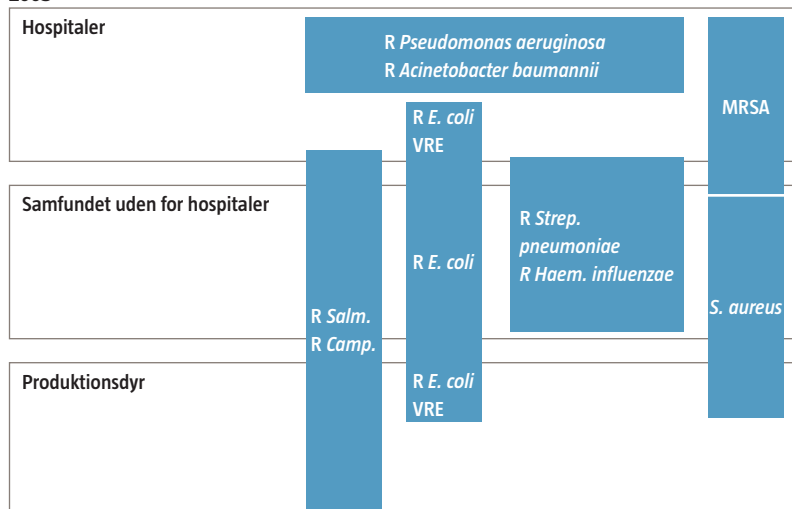 Hospitaler
R Pseudomonas aeruginosa
R Acinetobacter baumannii
R E. coli
VRE
MRSA
Samfundet uden for hospitaler
R E. coli
R Strep.
pneumoniae
R Haem. influenzae
S. aureus
R Salm.
R Camp.
Produktionsdyr
R E. coli
VRE